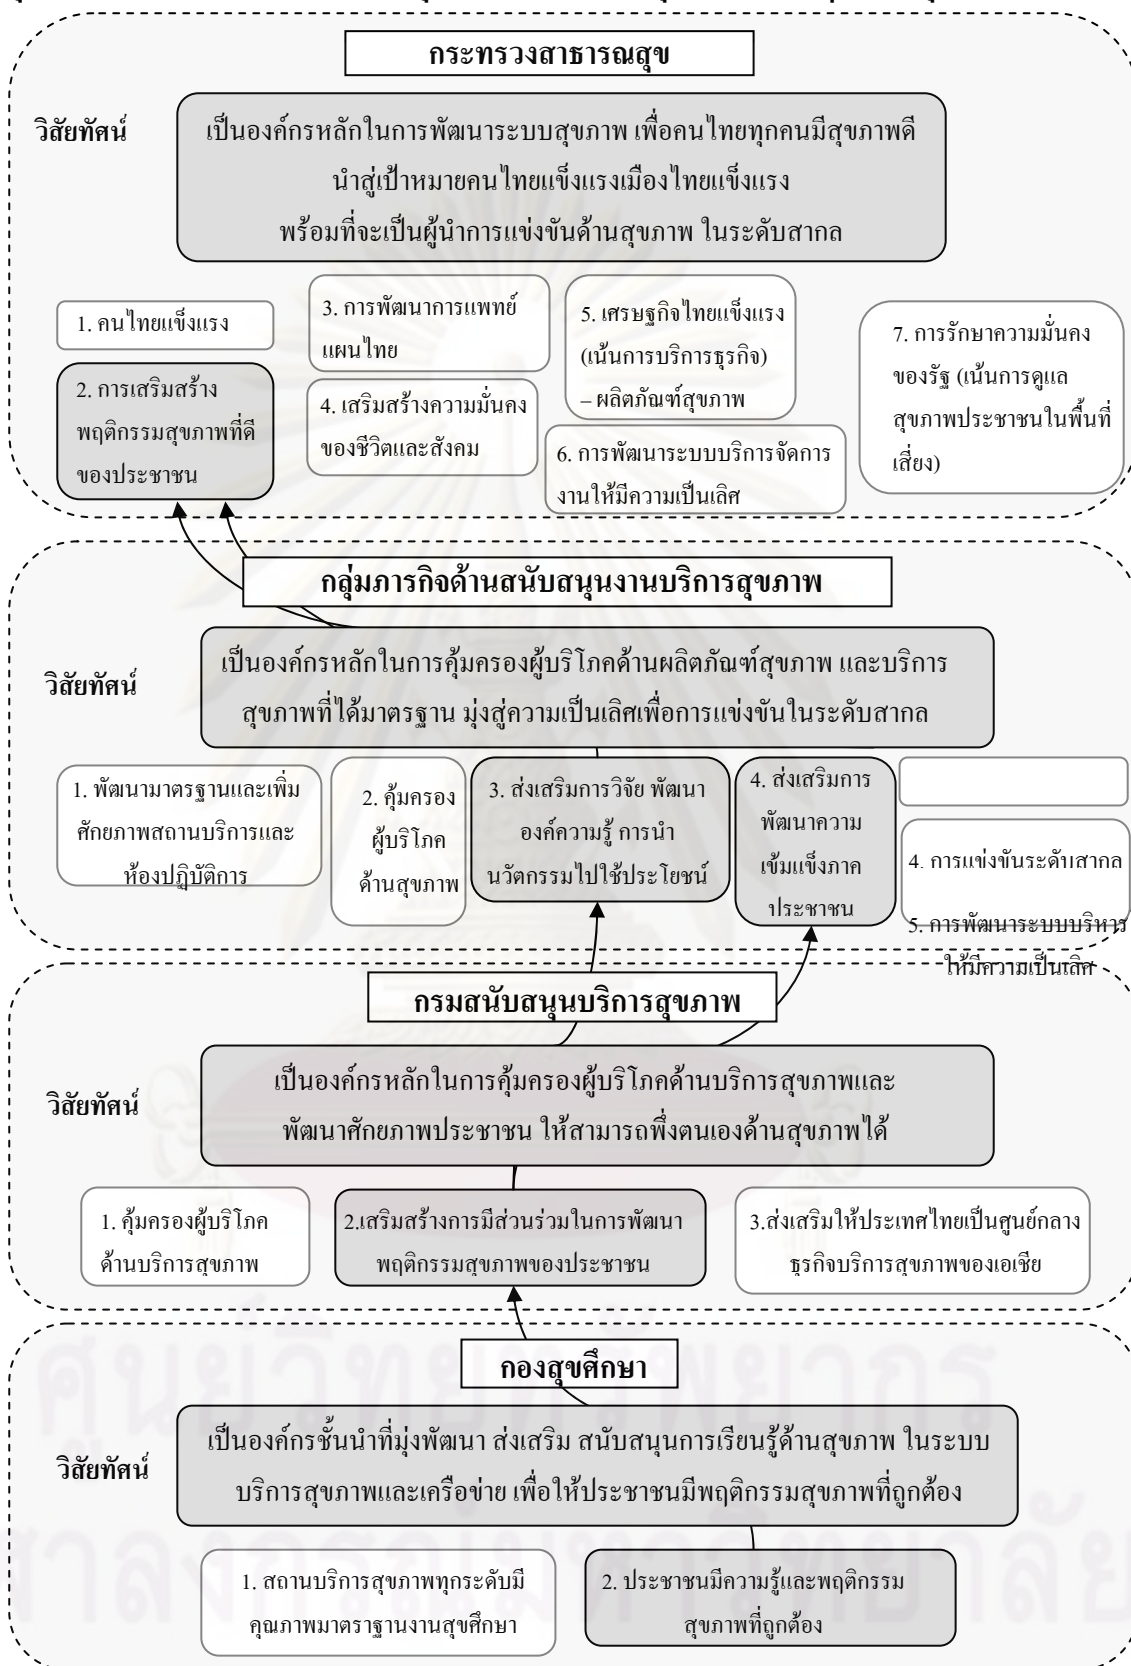 กระทรวงสาธารณสุข
วิสัยทัศน์
เป็นองค์กรหลักในการพัฒนาระบบสุขภาพ เพื่อคนไทยทุกคนมีสุขภาพดี
นำสู่เป้าหมายคนไทยแข็งแรงเมืองไทยแข็งแรง
พร้อมที่จะเป็นผู้นำการแข่งขันด้านสุขภาพ ในระดับสากล
1. คนไทยแข็งแรง
2. การเสริมสร้าง
พฤติกรรมสุขภาพที่ดี
ของประชาชน
3. การพัฒนาการแพทย์
แผนไทย
4. เสริมสร้างความมั่นคง
ของชีวิตและสังคม
5. เศรษฐกิจไทยแข็งแรง
(เน้นการบริการธุรกิจ)
– ผลิตภัณฑ์สุขภาพ
6. การพัฒนาระบบบริการจัดการ
งานให้มีความเป็นเลิศ
7. การรักษาความมั่นคง
ของรัฐ (เน้นการดูแล
สุขภาพประชาชนในพื้นที่
เสี่ยง)
กลุ่มภารกิจด้านสนับสนุนงานบริการสุขภาพ
วิสัยทัศน์
เป็นองค์กรหลักในการคุ้มครองผู้บริโภคด้านผลิตภัณฑ์สุขภาพ และบริการ
สุขภาพที่ได้มาตรฐาน มุ่งสู่ความเป็นเลิศเพื่อการแข่งขันในระดับสากล
1. พัฒนามาตรฐานและเพิ่ม
ศักยภาพสถานบริการและ
ห้องปฏิบัติการ
2. คุ้มครอง
ผู้บริโภค
ด้านสุขภาพ
3. ส่งเสริมการวิจัย พัฒนา
องค์ความรู้ การนำ
นวัตกรรมไปใช้ประโยชน์
4. ส่งเสริมการ
พัฒนาความ
เข้มแข็งภาค
ประชาชน
4. การแข่งขันระดับสากล
5. การพัฒนาระบบบริหาร
ให้มีความเป็นเลิศ
กรมสนับสนุนบริการสุขภาพ
วิสัยทัศน์
เป็นองค์กรหลักในการคุ้มครองผู้บริโภคด้านบริการสุขภาพและ
พัฒนาศักยภาพประชาชน ให้สามารถพึ่งตนเองด้านสุขภาพได้
1. คุ้มครองผู้บริโภค
ด้านบริการสุขภาพ
2.เสริมสร้างการมีส่วนร่วมในการพัฒนา
พฤติกรรมสุขภาพของประชาชน
3.ส่งเสริมให้ประเทศไทยเป็นศูนย์กลาง
ธุรกิจบริการสุขภาพของเอเชีย
กองสุขศึกษา
วิสัยทัศน์
เป็นองค์กรชั้นนำที่มุ่งพัฒนา ส่งเสริม สนับสนุนการเรียนรู้ด้านสุขภาพ ในระบบ
บริการสุขภาพและเครือข่าย เพื่อให้ประชาชนมีพฤติกรรมสุขภาพที่ถูกต้อง
1. สถานบริการสุขภาพทุกระดับมี
คุณภาพมาตราฐานงานสุขศึกษา
2. ประชาชนมีความรู้และพฤติกรรม
สุขภาพที่ถูกต้อง
ศูนย์วิทยทรัพยากร